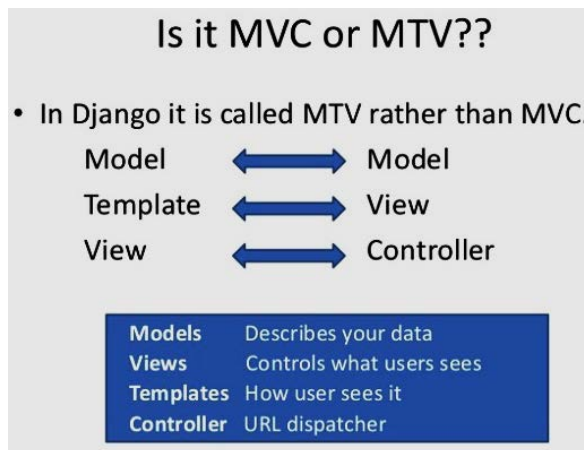 Is it MVC or MTV??
• In Django it is called MTV rather than MVC.
Model Model
Template View
View Controller
Models Describes your data
Views Controls what users sees
Templates How user sees it
Controller URL dispatcher